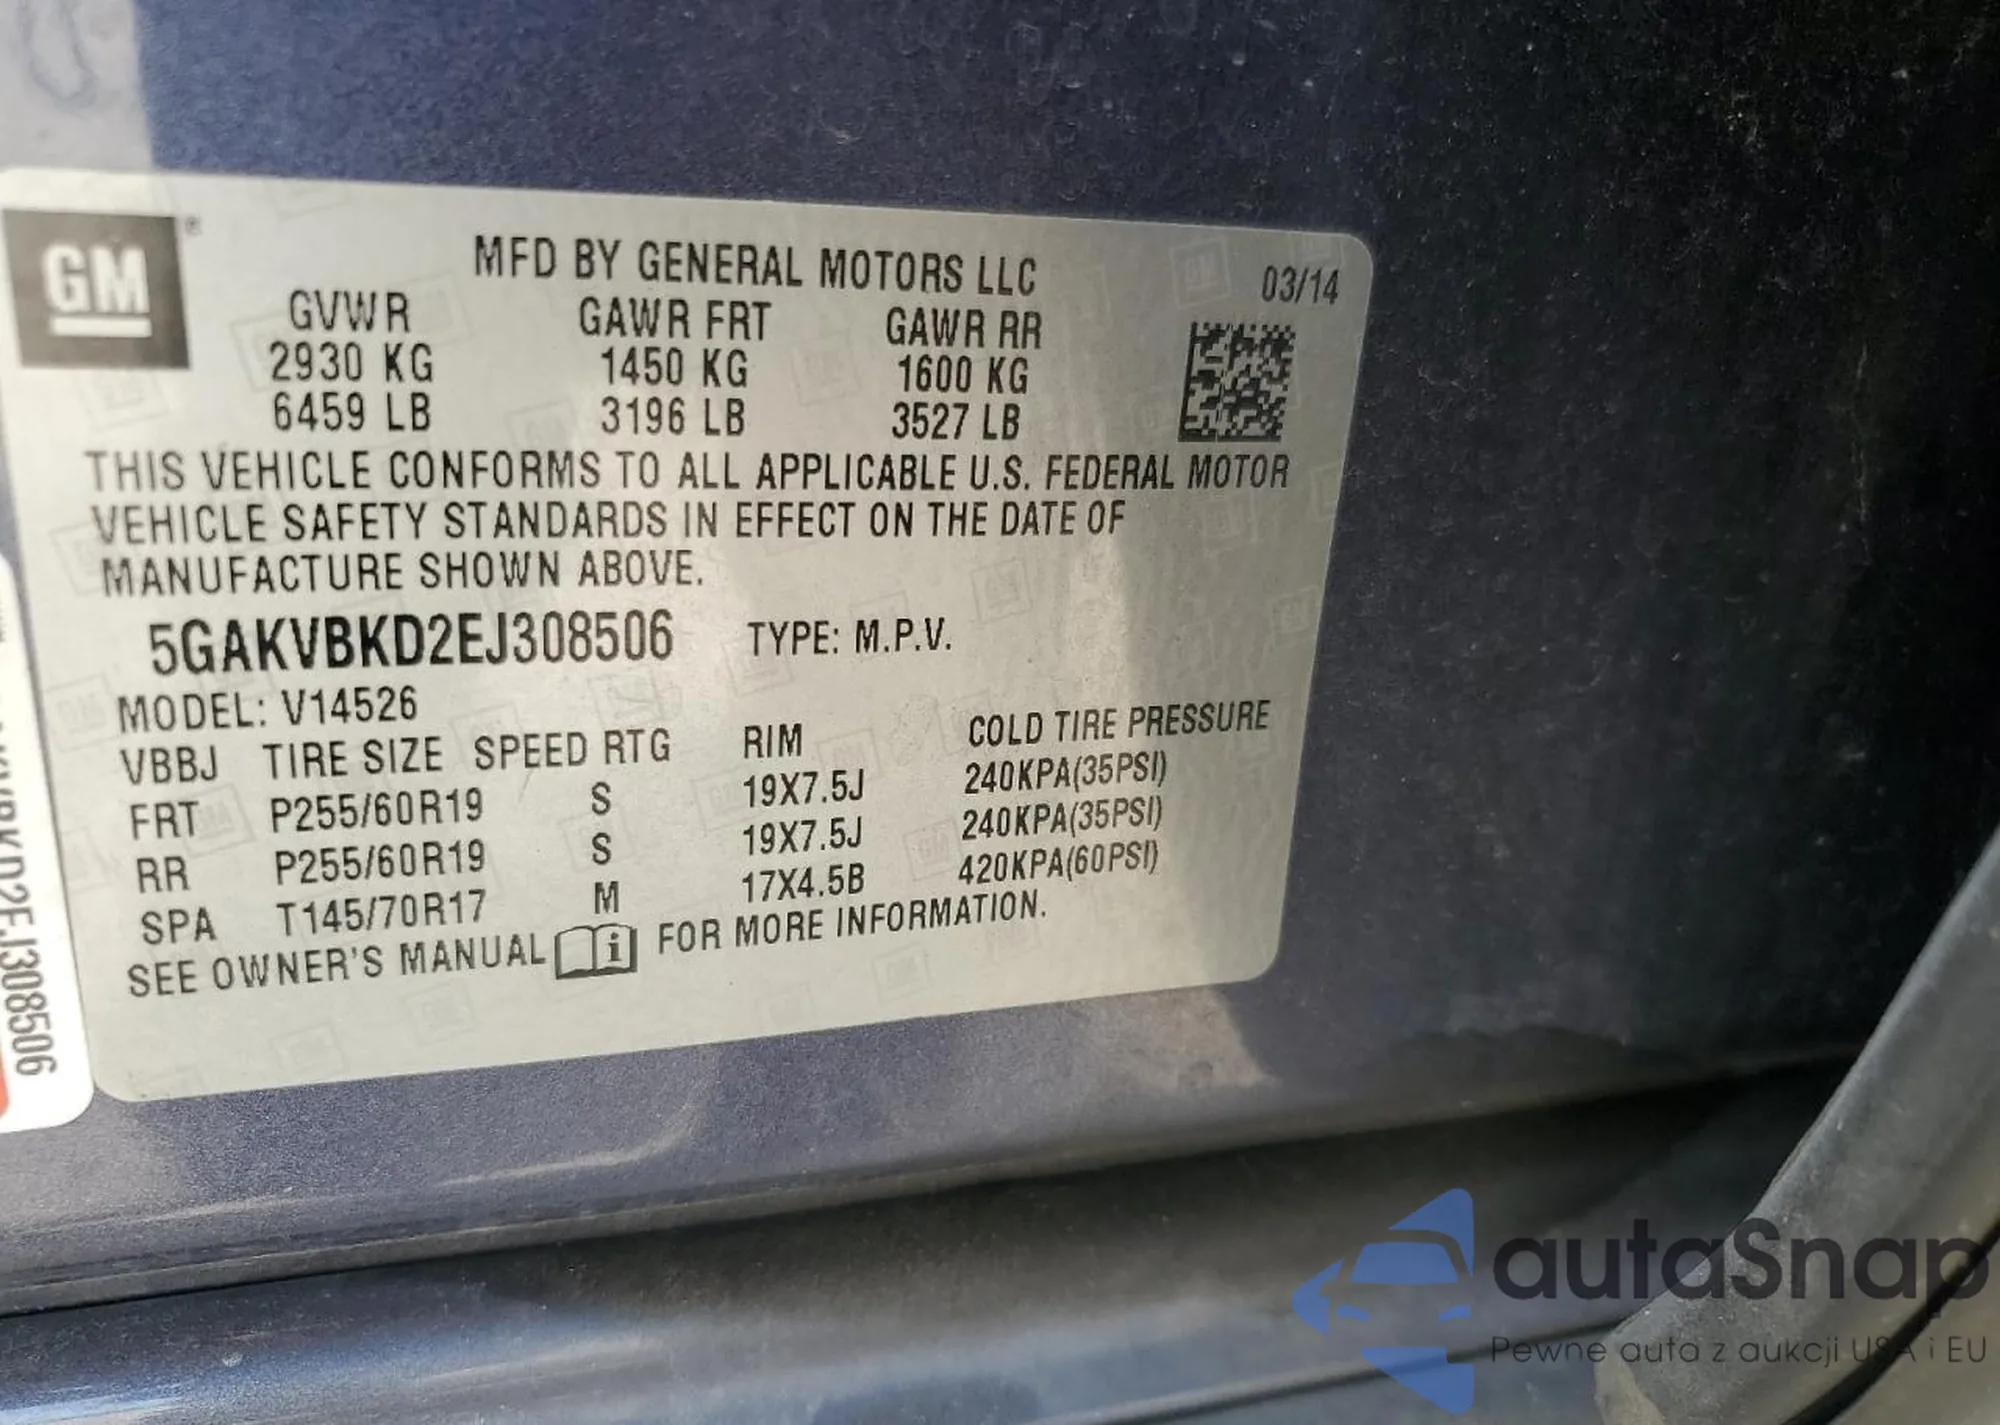 GM ®
MFD BY GENERAL MOTORS LLC 03/14
GVWR GAWR FRT GAWR RR
2930 KG 1450 KG 1600 KG
6459 LB 3196 LB 3527 LB
THIS VEHICLE CONFORMS TO ALL APPLICABLE U.S. FEDERAL MOTOR
VEHICLE SAFETY STANDARDS IN EFFECT ON THE DATE OF
MANUFACTURE SHOWN ABOVE.
5GAKVBKD2EJ308506 TYPE: M.P.V.
MODEL: V14526
VBBJ TIRE SIZE SPEED RTG RIM COLD TIRE PRESSURE
FRT P255/60R19 S 19X7.5J 240KPA(35PSI)
RR P255/60R19 S 19X7.5J 240KPA(35PSI)
SPA T145/70R17 M 17X4.5B 420KPA(60PSI)
SEE OWNER'S MANUAL i FOR MORE INFORMATION.
KD2EJ308506
autaSnap
Pewne auta z aukcji USA i EU